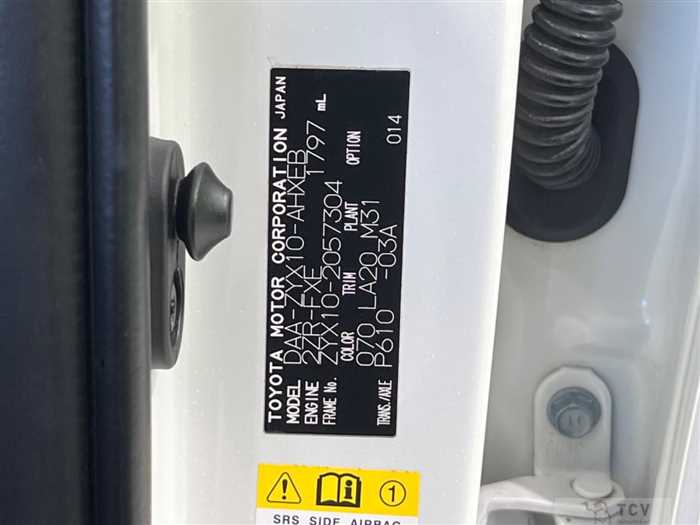 TOYOTA MOTOR CORPORATION JAPAN
MODEL DAA-ZYX10-AHXEB
ENGINE 2ZR-FXE 1797 mL
FRAME No. ZYX10-2057304
COLOR TRIM PLANT OPTION
070 LA20 M31
TRANS./AXLE P610 -03A 014
1
SRS SIDE AIRBAG
TCV